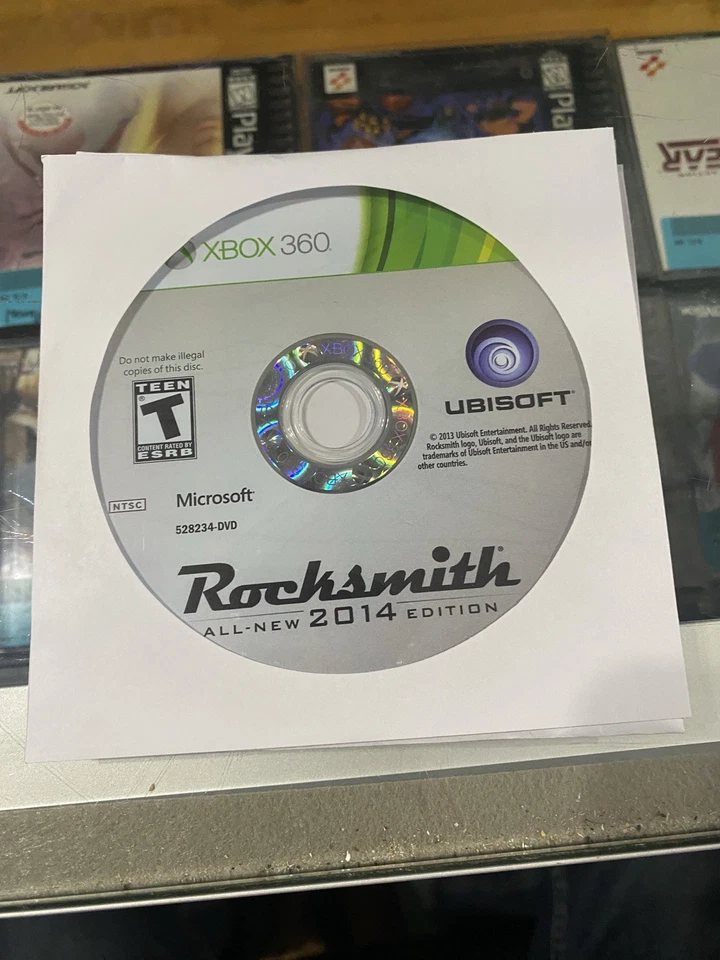 XBOX 360
Do not make illegal
copies of this disc.
TEEN
T
®
CONTENT RATED BY
ESRB
XBOX
UBISOFT
© 2013 Ubisoft Entertainment. All Rights Reserved.
Rocksmith logo, Ubisoft, and the Ubisoft logo are
trademarks of Ubisoft Entertainment in the US and/or
other countries.
NTSC
Microsoft
528234-DVD
Rocksmith
ALL-NEW 2014 EDITION